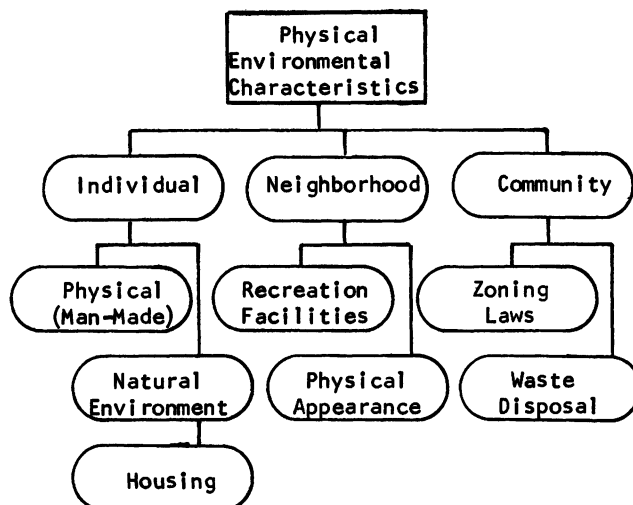 Physical
Environmental
Characteristics
Individual
Neighborhood
Community
Physical
(Man-Made)
Recreation
Facilities
Zoning
Laws
Natural
Environment
Physical
Appearance
Waste
Disposal
Housing